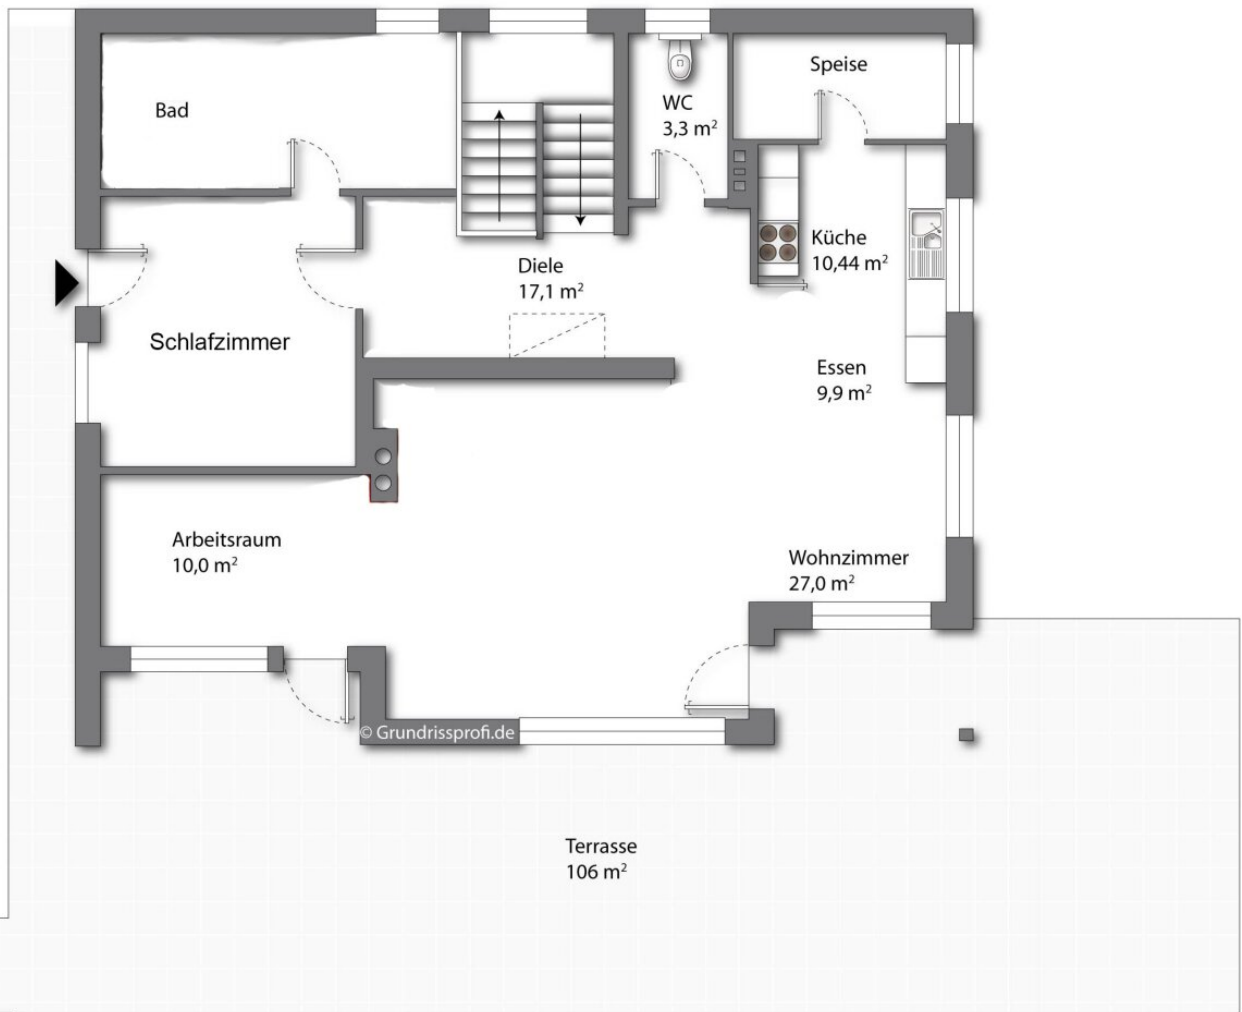 Bad
WC
3,3 m²
Speise
Küche
10,44 m²
Diele
17,1 m²
Schlafzimmer
Essen
9,9 m²
Arbeitsraum
10,0 m²
Wohnzimmer
27,0 m²
© Grundrissprofi.de
Terrasse
106 m²